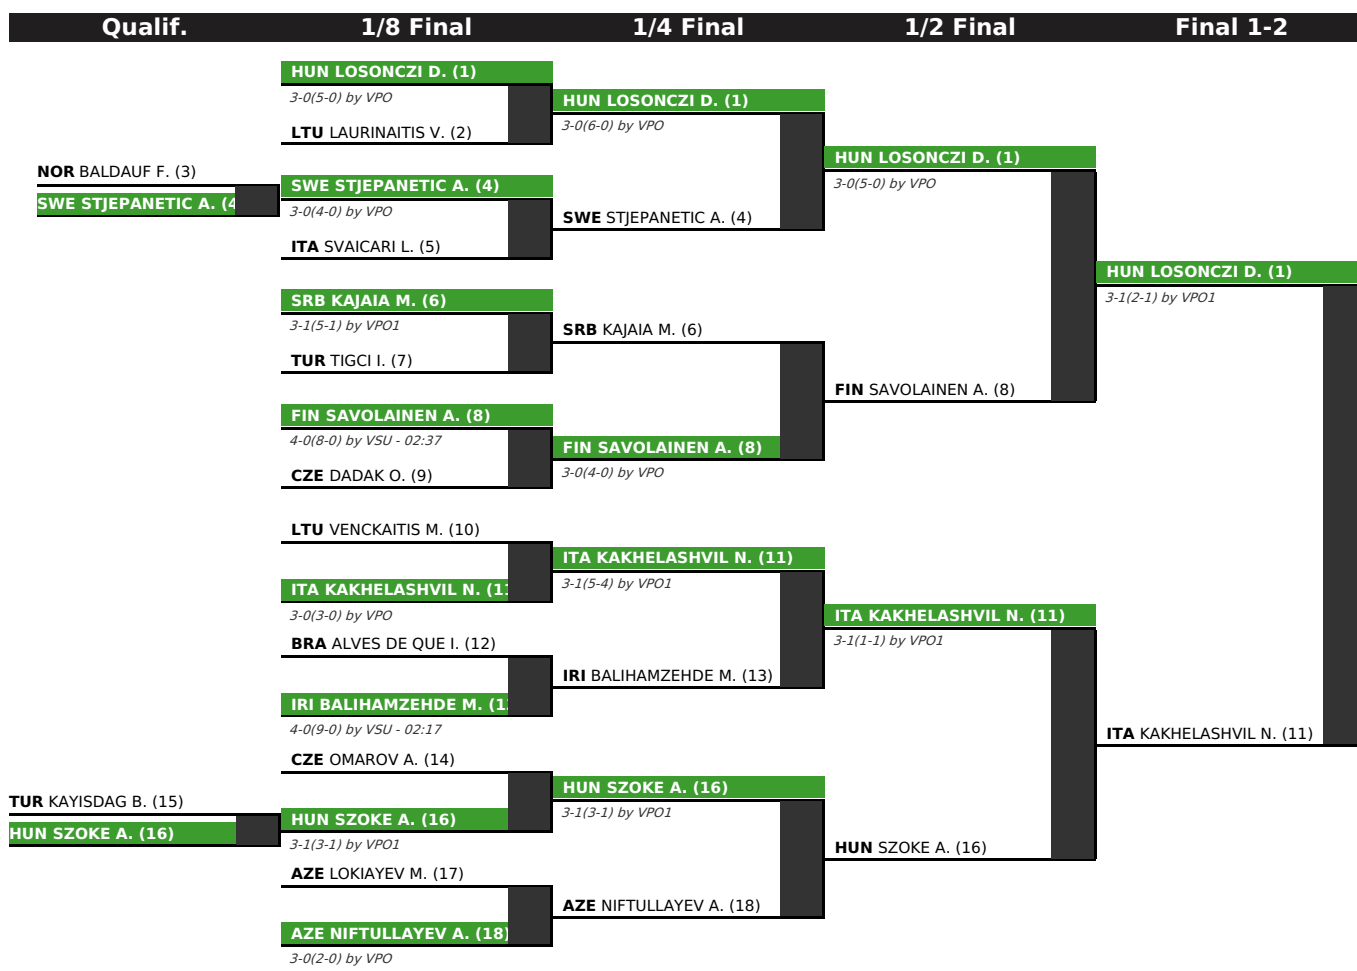 Qualif.
1/8 Final
1/4 Final
1/2 Final
Final 1-2
NOR BALDAUF F. (3)
SWE STJEPANETIC A. (4
TUR KAYISDAG B. (15)
HUN SZOKE A. (16)
HUN LOSONCZI D. (1)
3-0(5-0) by VPO
LTU LAURINAITIS V. (2)
SWE STJEPANETIC A. (4)
3-0(4-0) by VPO
ITA SVAICARI L. (5)
SRB KAJAIA M. (6)
3-1(5-1) by VPO1
TUR TIGCI I. (7)
FIN SAVOLAINEN A. (8)
4-0(8-0) by VSU - 02:37
CZE DADAK O. (9)
LTU VENCKAITIS M. (10)
ITA KAKHELASHVIL N. (11
3-0(3-0) by VPO
BRA ALVES DE QUE I. (12)
IRI BALIHAMZEHDE M. (1
4-0(9-0) by VSU - 02:17
CZE OMAROV A. (14)
HUN SZOKE A. (16)
3-1(3-1) by VPO1
AZE LOKIAYEV M. (17)
AZE NIFTULLAYEV A. (18)
3-0(2-0) by VPO
HUN LOSONCZI D. (1)
3-0(6-0) by VPO
SWE STJEPANETIC A. (4)
SRB KAJAIA M. (6)
FIN SAVOLAINEN A. (8)
3-0(4-0) by VPO
ITA KAKHELASHVIL N. (11)
3-1(5-4) by VPO1
IRI BALIHAMZEHDE M. (13)
HUN SZOKE A. (16)
3-1(3-1) by VPO1
AZE NIFTULLAYEV A. (18)
HUN LOSONCZI D. (1)
3-0(5-0) by VPO
FIN SAVOLAINEN A. (8)
ITA KAKHELASHVIL N. (11)
3-1(1-1) by VPO1
HUN SZOKE A. (16)
HUN LOSONCZI D. (1)
3-1(2-1) by VPO1
ITA KAKHELASHVIL N. (11)